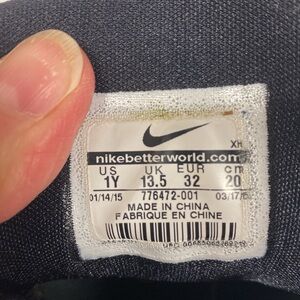 XH
nikebetterworld.com
US UK EUR cm
1Y 13.5 32 20
01/14/15 776472-001 03/17/
MADE IN CHINA
FABRIQUE EN CHINE